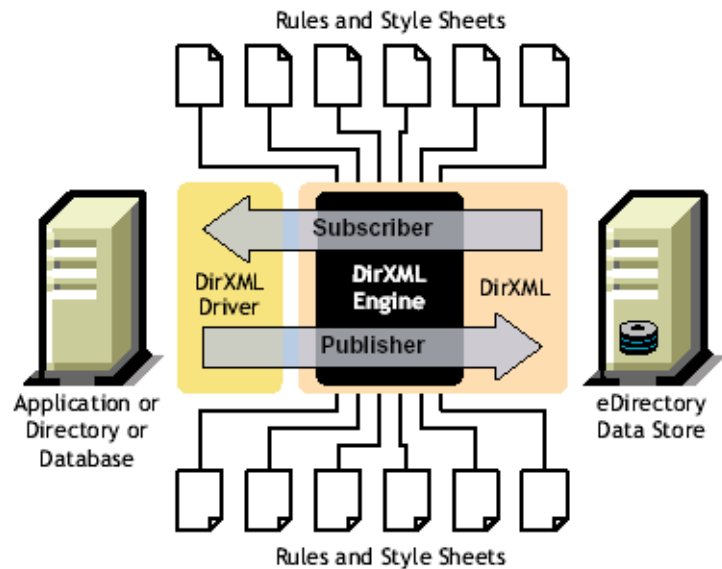 Rules and Style Sheets
Subscriber
DirXML
Driver
DirXML
Engine
DirXML
Publisher
Application or
Directory or
Database
eDirectory
Data Store
Rules and Style Sheets